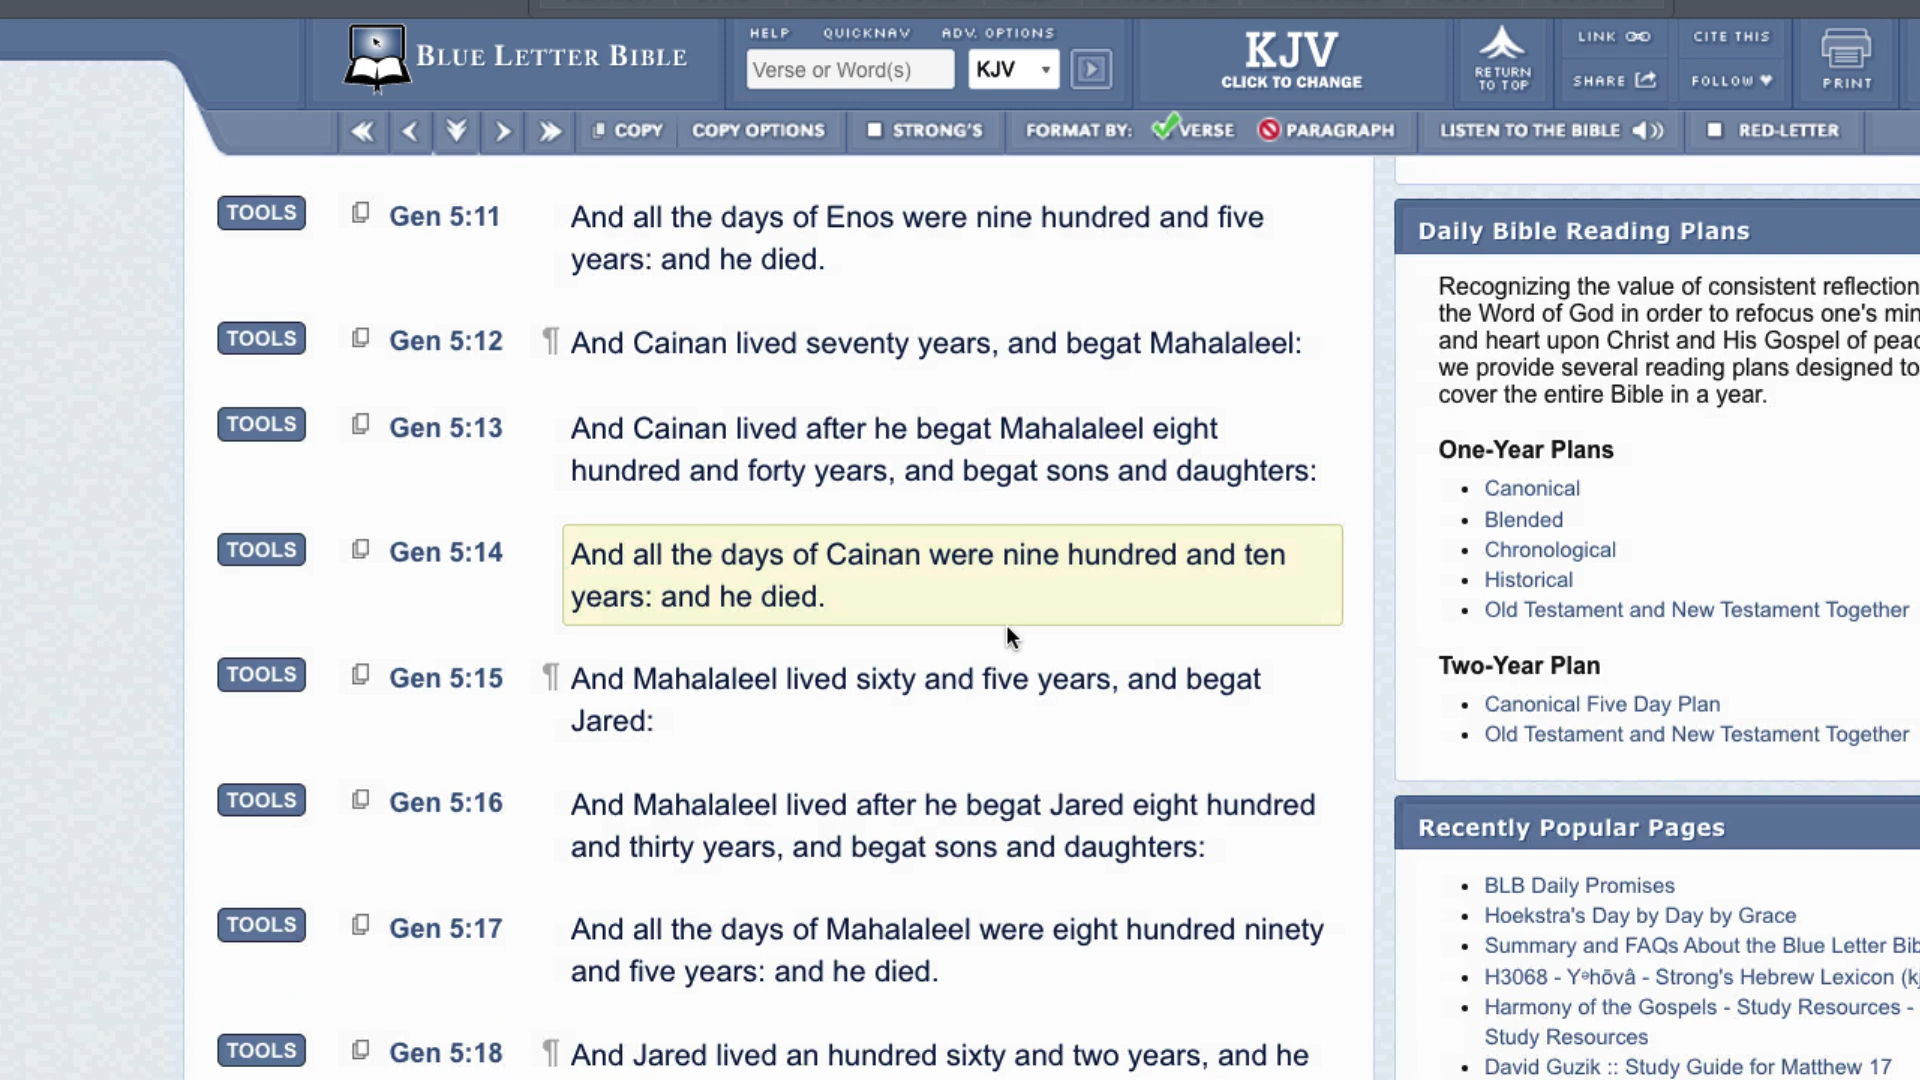 BLUE LETTER BIBLE
HELP QUICKNAV ADV. OPTIONS
Verse or Word(s) KJV
KJV
CLICK TO CHANGE
RETURN
TO TOP
LINK
SHARE
CITE THIS
FOLLOW
PRINT
COPY COPY OPTIONS STRONG'S FORMAT BY: VERSE PARAGRAPH LISTEN TO THE BIBLE RED-LETTER
TOOLS Gen 5:11 And all the days of Enos were nine hundred and five
years: and he died.
TOOLS Gen 5:12 ¶ And Cainan lived seventy years, and begat Mahalaleel:
TOOLS Gen 5:13 And Cainan lived after he begat Mahalaleel eight
hundred and forty years, and begat sons and daughters:
TOOLS Gen 5:14 And all the days of Cainan were nine hundred and ten
years: and he died.
TOOLS Gen 5:15 ¶ And Mahalaleel lived sixty and five years, and begat
Jared:
TOOLS Gen 5:16 And Mahalaleel lived after he begat Jared eight hundred
and thirty years, and begat sons and daughters:
TOOLS Gen 5:17 And all the days of Mahalaleel were eight hundred ninety
and five years: and he died.
TOOLS Gen 5:18 ¶ And Jared lived an hundred sixty and two years, and he
Daily Bible Reading Plans
Recognizing the value of consistent reflection
the Word of God in order to refocus one's min
and heart upon Christ and His Gospel of peac
we provide several reading plans designed to
cover the entire Bible in a year.
One-Year Plans
• Canonical
• Blended
• Chronological
• Historical
• Old Testament and New Testament Together
Two-Year Plan
• Canonical Five Day Plan
• Old Testament and New Testament Together
Recently Popular Pages
• BLB Daily Promises
• Hoekstra's Day by Day by Grace
• Summary and FAQs About the Blue Letter Bib
• H3068 - Yᵊhōvâ - Strong's Hebrew Lexicon (kj
• Harmony of the Gospels - Study Resources -
Study Resources
• David Guzik :: Study Guide for Matthew 17